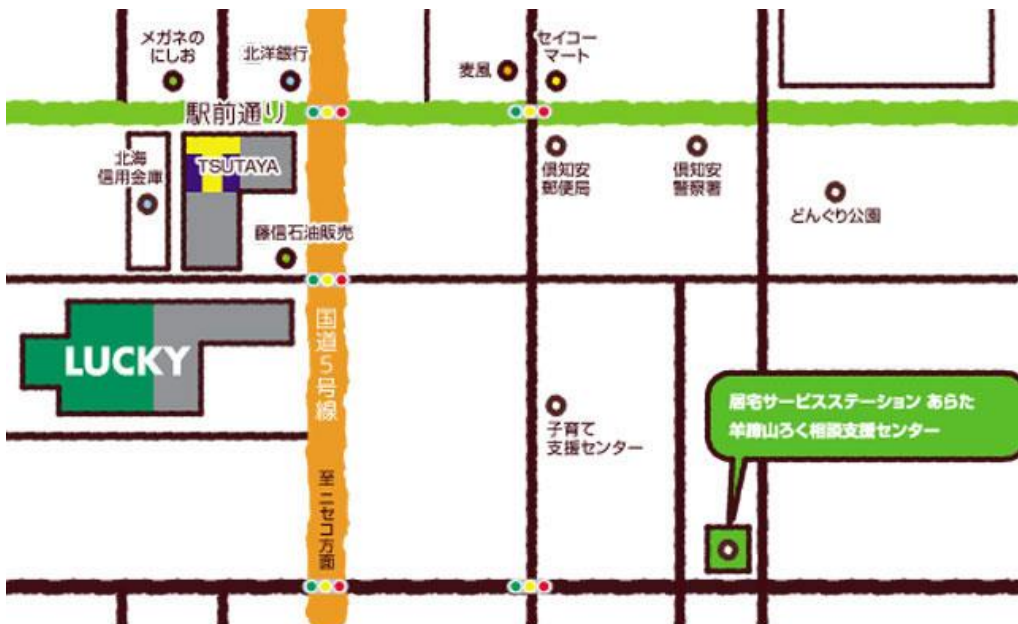 メガネの
にしお
北洋銀行
麦風
セイコー
マート
駅前通り
北海
信用金庫
TSUTAYA
倶知安
郵便局
倶知安
警察署
どんぐり公園
藤信石油販売
国道5号線
LUCKY
居宅サービスステーション あらた
羊蹄山ろく相談支援センター
子育て
支援センター
至ニセコ方面